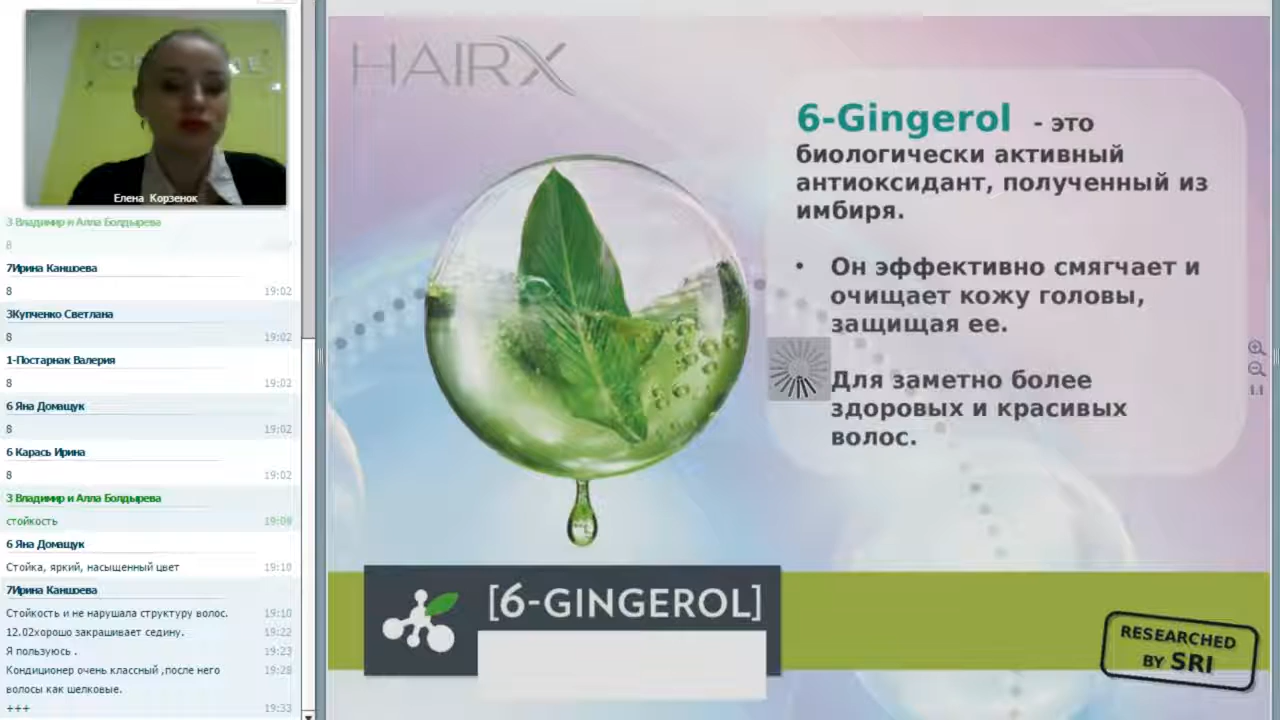 Елена Корзенок
3 Владимир и Алла Болдырева
8
7Ирина Каншоева
8 19:02
3Купченко Светлана
8 19:02
1-Постарнак Валерия
8 19:02
6 Яна Домащук
8 19:02
6 Карась Ирина
8 19:02
3 Владимир и Алла Болдырева
стойкость 19:09
6 Яна Домащук
Стойка, яркий, насыщенный цвет 19:10
7Ирина Каншоева
Стойкость и не нарушала структуру волос. 19:10
12.02хорошо закрашивает седину. 19:22
Я пользуюсь . 19:23
Кондиционер очень классный ,после него 19:28
волосы как шелковые.
+++ 19:33
HAIRX
6-Gingerol - это
биологически активный
антиоксидант, полученный из
имбиря.
• Он эффективно смягчает и
очищает кожу головы,
защищая ее.
Для заметно более
здоровых и красивых
волос.
[6-GINGEROL]
RESEARCHED
BY SRI
1:1